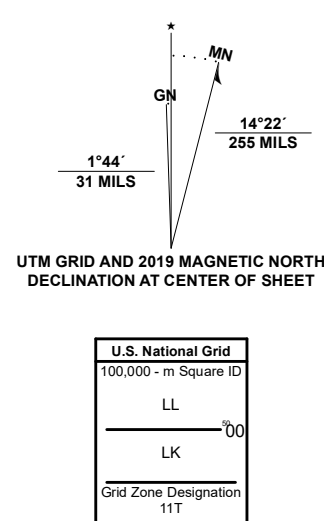 ★
MN
GN
14°22´
255 MILS
1°44´
31 MILS
UTM GRID AND 2019 MAGNETIC NORTH
DECLINATION AT CENTER OF SHEET
U.S. National Grid
100,000 - m Square ID
LL
⁵⁰00
LK
Grid Zone Designation
11T